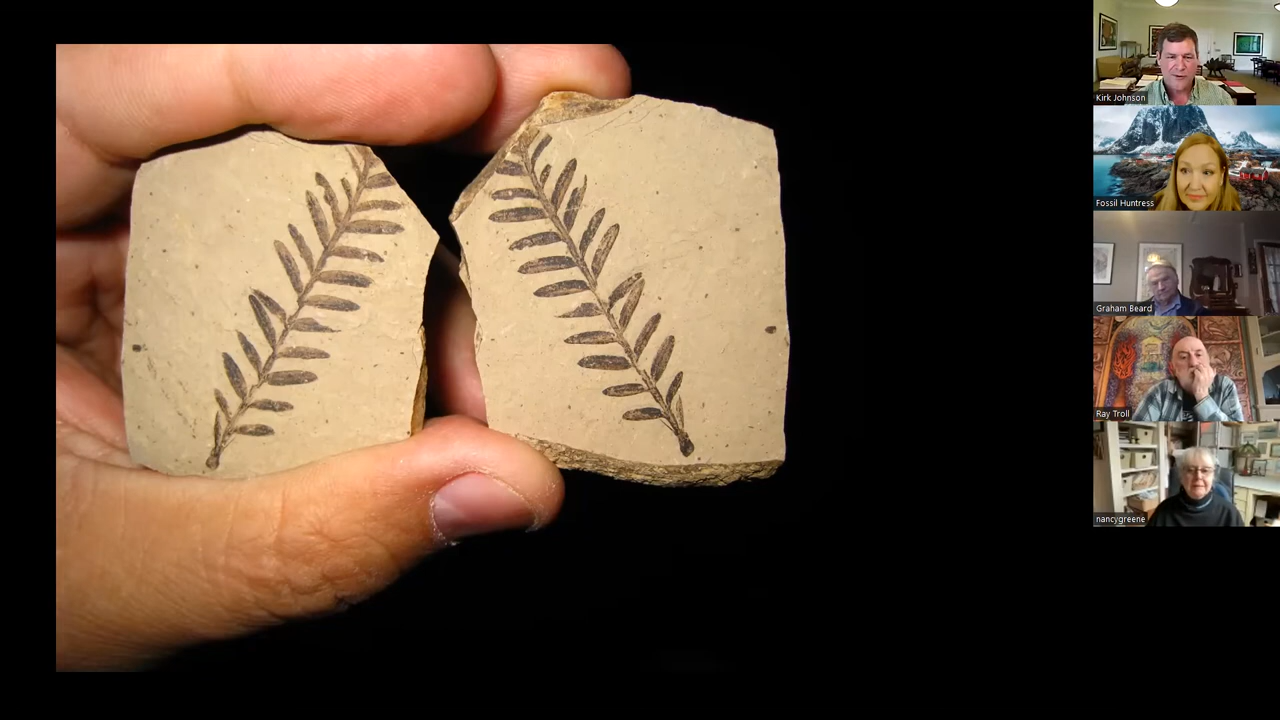 Kirk Johnson
Fossil Huntress
Graham Beard
Ray Troll
nancygreene